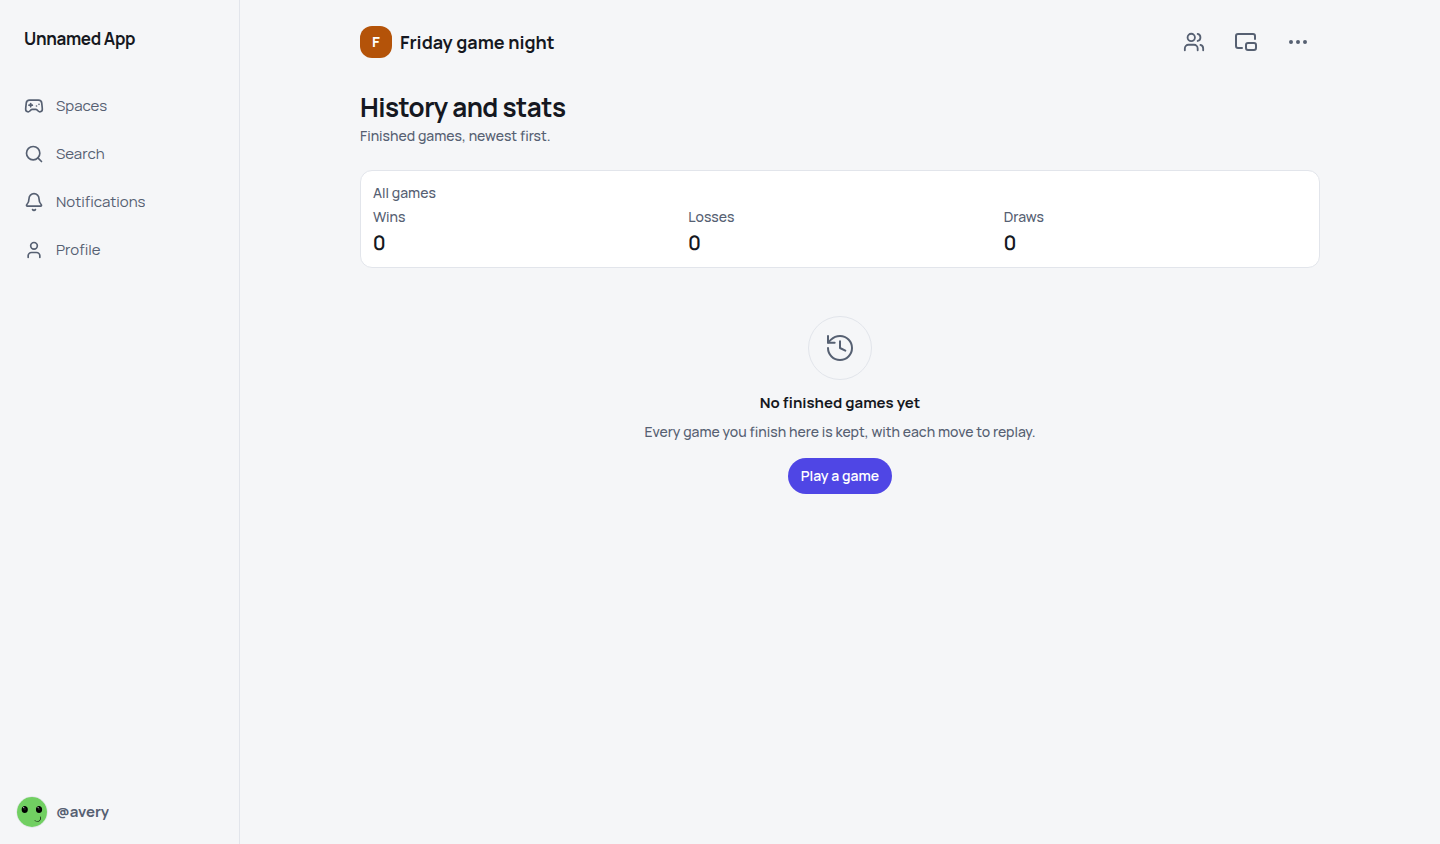 Unnamed App
Spaces
Search
Notifications
Profile
@avery
F
Friday game night
History and stats
Finished games, newest first.
All games
Wins
0
Losses
0
Draws
0
No finished games yet
Every game you finish here is kept, with each move to replay.
Play a game